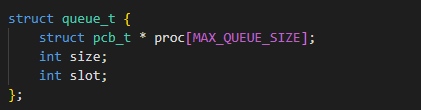 struct queue_t {
    struct pcb_t * proc[MAX_QUEUE_SIZE];
    int size;
    int slot;
};